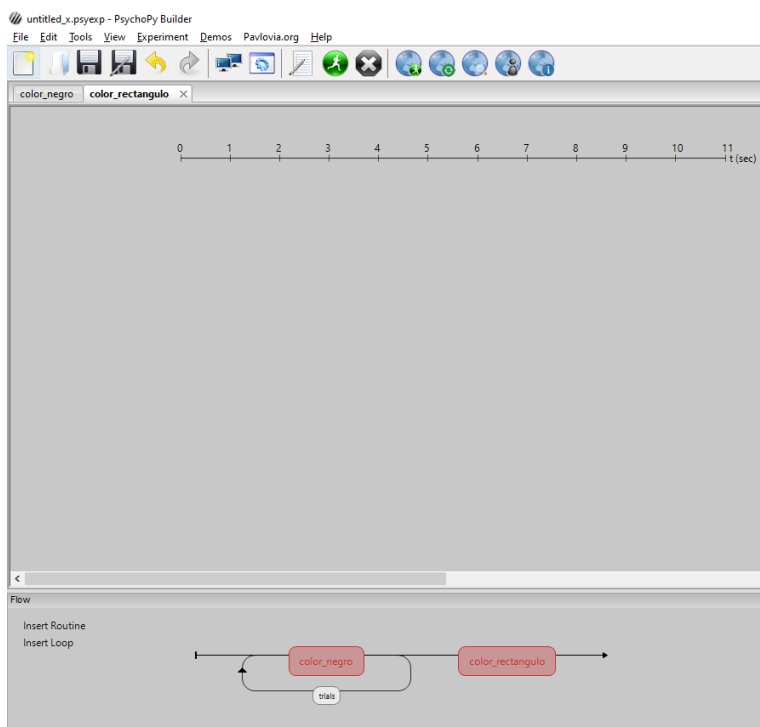 untitled_x.psyexp - PsychoPy Builder
File Edit Tools View Experiment Demos Pavlovia.org Help
color_negro color_rectangulo
0 1 2 3 4 5 6 7 8 9 10 11
t (sec)
Flow
Insert Routine
Insert Loop
color_negro color_rectangulo
trials